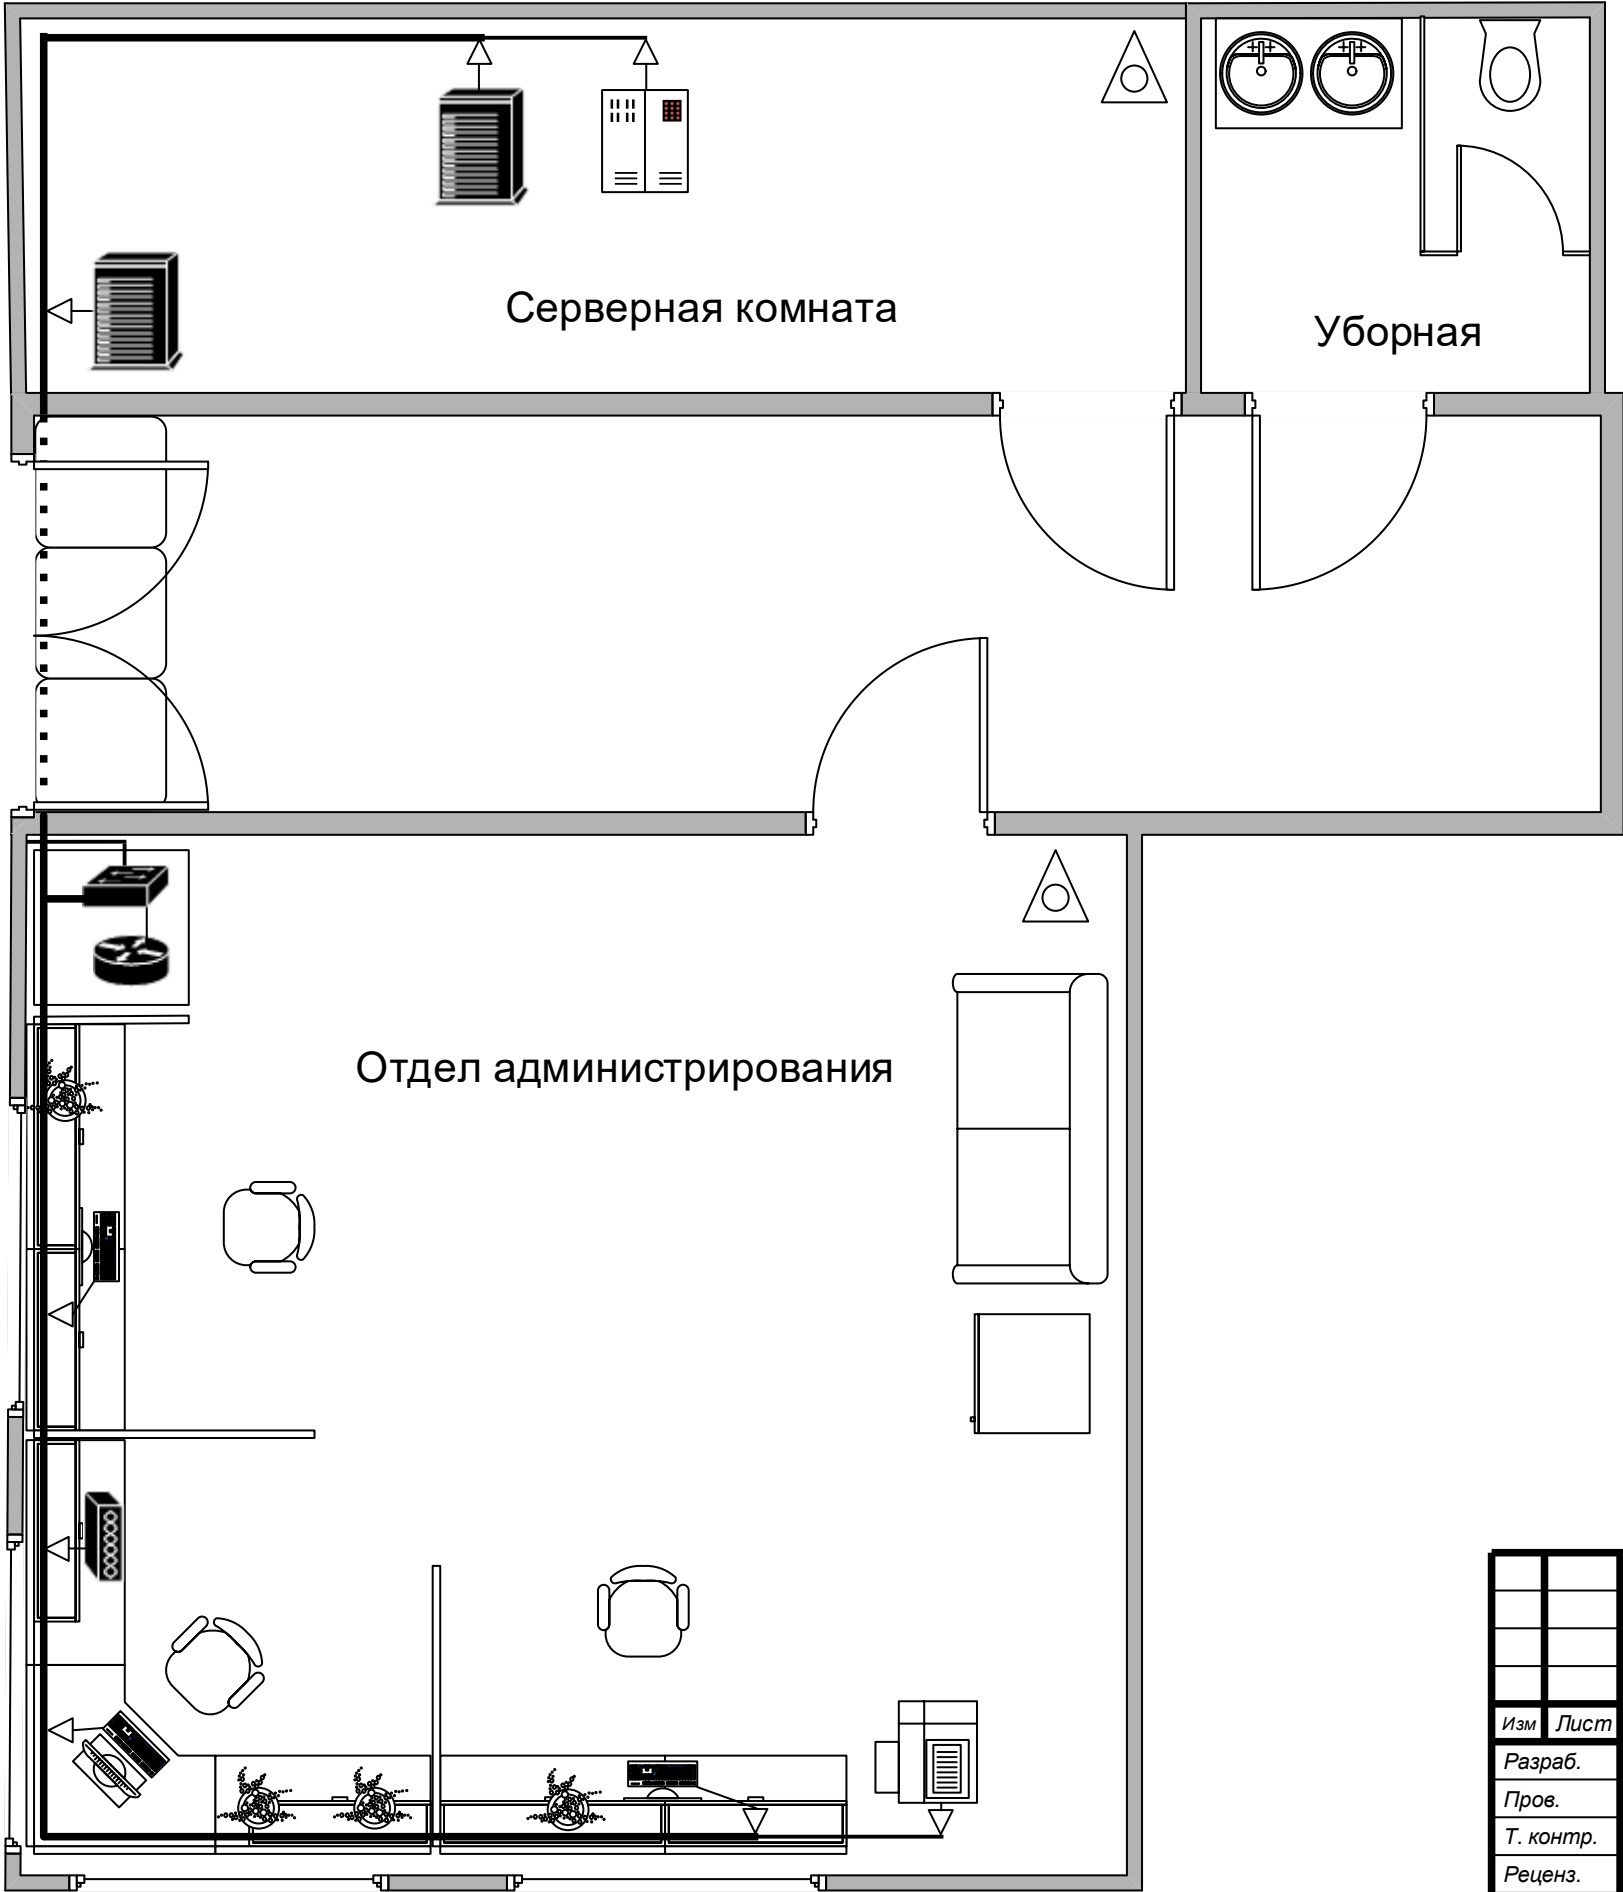 Серверная комната
Уборная
Отдел администрирования
Изм Лист
Разраб.
Пров.
Т. контр.
Реценз.